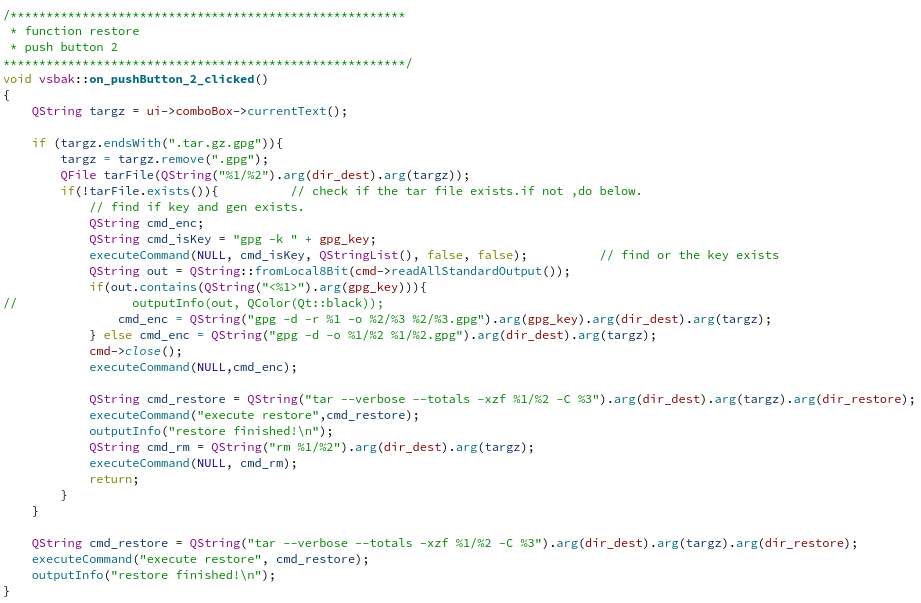 /*******************************************************
 * function restore
 * push button 2
********************************************************/
void vsbak::on_pushButton_2_clicked()
{
    QString targz = ui->comboBox->currentText();

    if (targz.endsWith(".tar.gz.gpg")){
        targz = targz.remove(".gpg");
        QFile tarFile(QString("%1/%2").arg(dir_dest).arg(targz));
        if(!tarFile.exists()){          // check if the tar file exists.if not ,do below.
            // find if key and gen exists.
            QString cmd_enc;
            QString cmd_isKey = "gpg -k " + gpg_key;
            executeCommand(NULL, cmd_isKey, QStringList(), false, false);          // find or the key exists
            QString out = QString::fromLocal8Bit(cmd->readAllStandardOutput());
            if(out.contains(QString("<%1>").arg(gpg_key))){
//                outputInfo(out, QColor(Qt::black));
                cmd_enc = QString("gpg -d -r %1 -o %2/%3 %2/%3.gpg").arg(gpg_key).arg(dir_dest).arg(targz);
            } else cmd_enc = QString("gpg -d -o %1/%2 %1/%2.gpg").arg(dir_dest).arg(targz);
            cmd->close();
            executeCommand(NULL,cmd_enc);

            QString cmd_restore = QString("tar --verbose --totals -xzf %1/%2 -C %3").arg(dir_dest).arg(targz).arg(dir_restore);
            executeCommand("execute restore",cmd_restore);
            outputInfo("restore finished!\n");
            QString cmd_rm = QString("rm %1/%2").arg(dir_dest).arg(targz);
            executeCommand(NULL, cmd_rm);
            return;
        }
    }

    QString cmd_restore = QString("tar --verbose --totals -xzf %1/%2 -C %3").arg(dir_dest).arg(targz).arg(dir_restore);
    executeCommand("execute restore", cmd_restore);
    outputInfo("restore finished!\n");
}